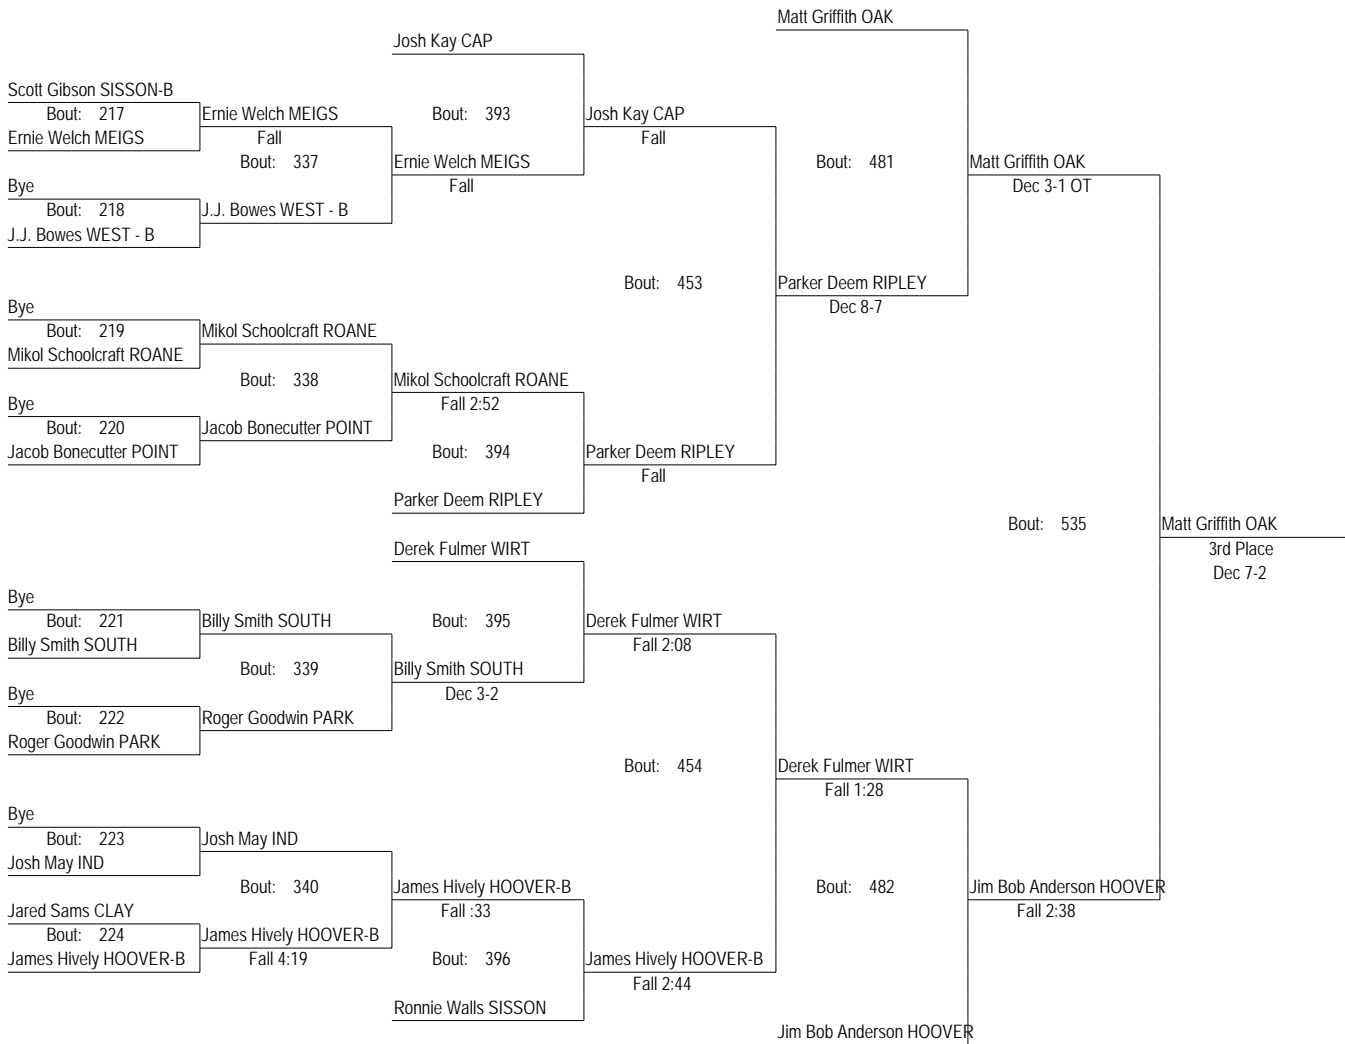 Matt Griffith OAK
Josh Kay CAP
Scott Gibson SISSON-B
Bout: 217
Ernie Welch MEIGS
Ernie Welch MEIGS
Fall
Bout: 393
Josh Kay CAP
Fall
Bout: 337
Ernie Welch MEIGS
Fall
Bout: 481
Matt Griffith OAK
Dec 3-1 OT
Bye
Bout: 218
J.J. Bowes WEST - B
J.J. Bowes WEST - B
Bout: 453
Parker Deem RIPLEY
Dec 8-7
Bye
Bout: 219
Mikol Schoolcraft ROANE
Mikol Schoolcraft ROANE
Bout: 338
Mikol Schoolcraft ROANE
Fall 2:52
Bye
Bout: 220
Jacob Bonecutter POINT
Jacob Bonecutter POINT
Bout: 394
Parker Deem RIPLEY
Fall
Parker Deem RIPLEY
Bout: 535
Matt Griffith OAK
3rd Place
Dec 7-2
Derek Fulmer WIRT
Bye
Bout: 221
Billy Smith SOUTH
Billy Smith SOUTH
Bout: 395
Derek Fulmer WIRT
Fall 2:08
Bout: 339
Billy Smith SOUTH
Dec 3-2
Bye
Bout: 222
Roger Goodwin PARK
Roger Goodwin PARK
Bout: 454
Derek Fulmer WIRT
Fall 1:28
Bye
Bout: 223
Josh May IND
Josh May IND
Bout: 340
James Hively HOOVER-B
Fall :33
Bout: 482
Jim Bob Anderson HOOVER
Fall 2:38
Jared Sams CLAY
Bout: 224
James Hively HOOVER-B
James Hively HOOVER-B
Fall 4:19
Bout: 396
James Hively HOOVER-B
Fall 2:44
Ronnie Walls SISSON
Jim Bob Anderson HOOVER